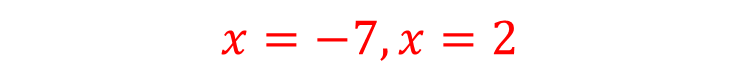 x = −7, x = 2